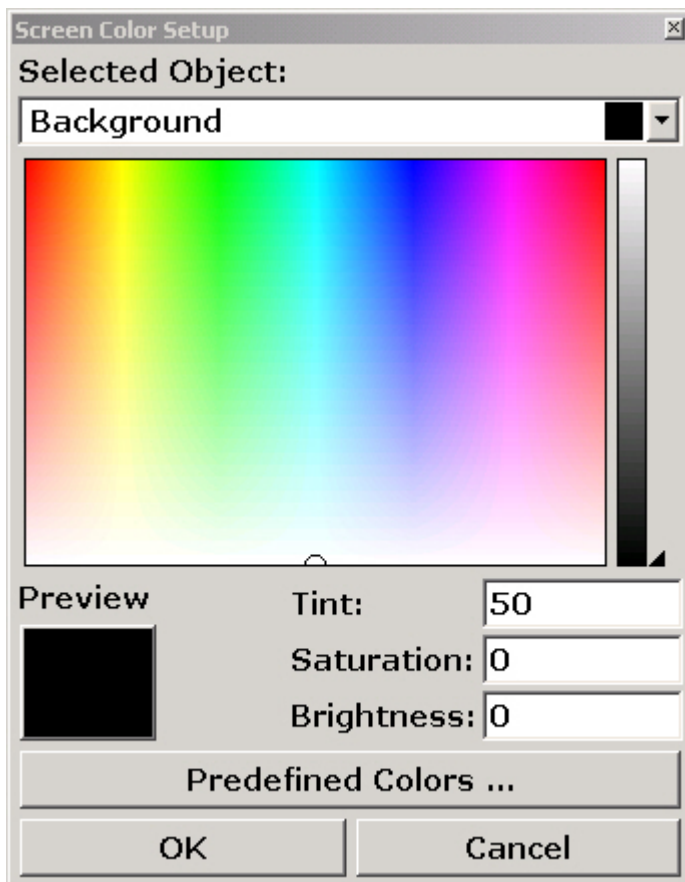 Screen Color Setup
Selected Object:
Background
Preview
Tint: 50
Saturation: 0
Brightness: 0
Predefined Colors ...
OK Cancel